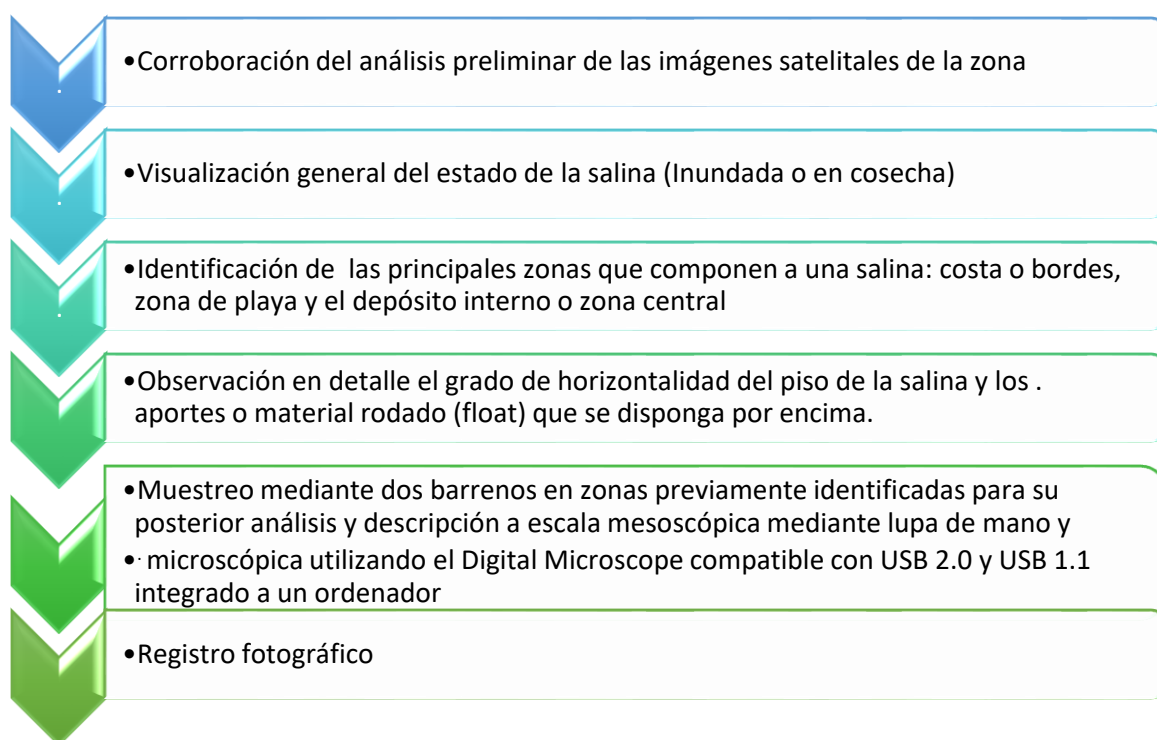 •Corroboración del análisis preliminar de las imágenes satelitales de la zona
•Visualización general del estado de la salina (Inundada o en cosecha)
•Identificación de  las principales zonas que componen a una salina: costa o bordes,
zona de playa y el depósito interno o zona central
•Observación en detalle el grado de horizontalidad del piso de la salina y los .
aportes o material rodado (float) que se disponga por encima.
•Muestreo mediante dos barrenos en zonas previamente identificadas para su
posterior análisis y descripción a escala mesoscópica mediante lupa de mano y
•· microscópica utilizando el Digital Microscope compatible con USB 2.0 y USB 1.1
integrado a un ordenador
•Registro fotográfico